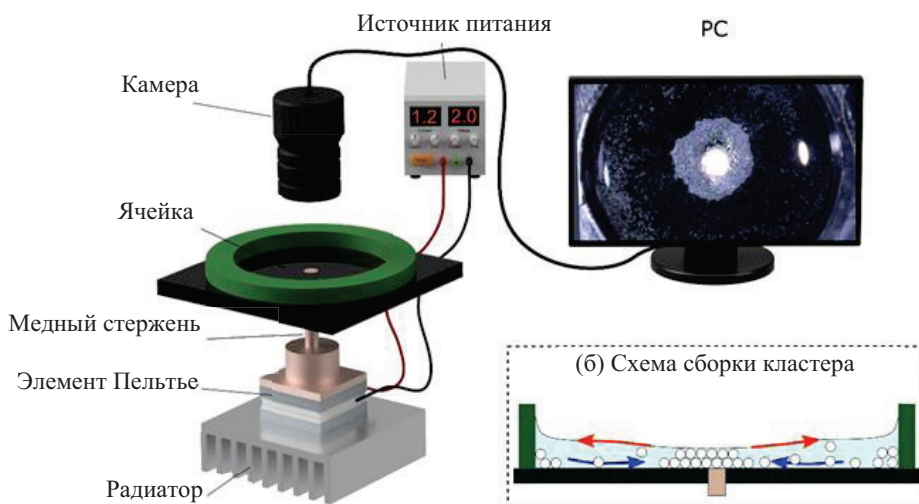 Источник питания
PC
Камера
1.2 2.0
Ячейка
Медный стержень
(б) Схема сборки кластера
Элемент Пельтье
Радиатор